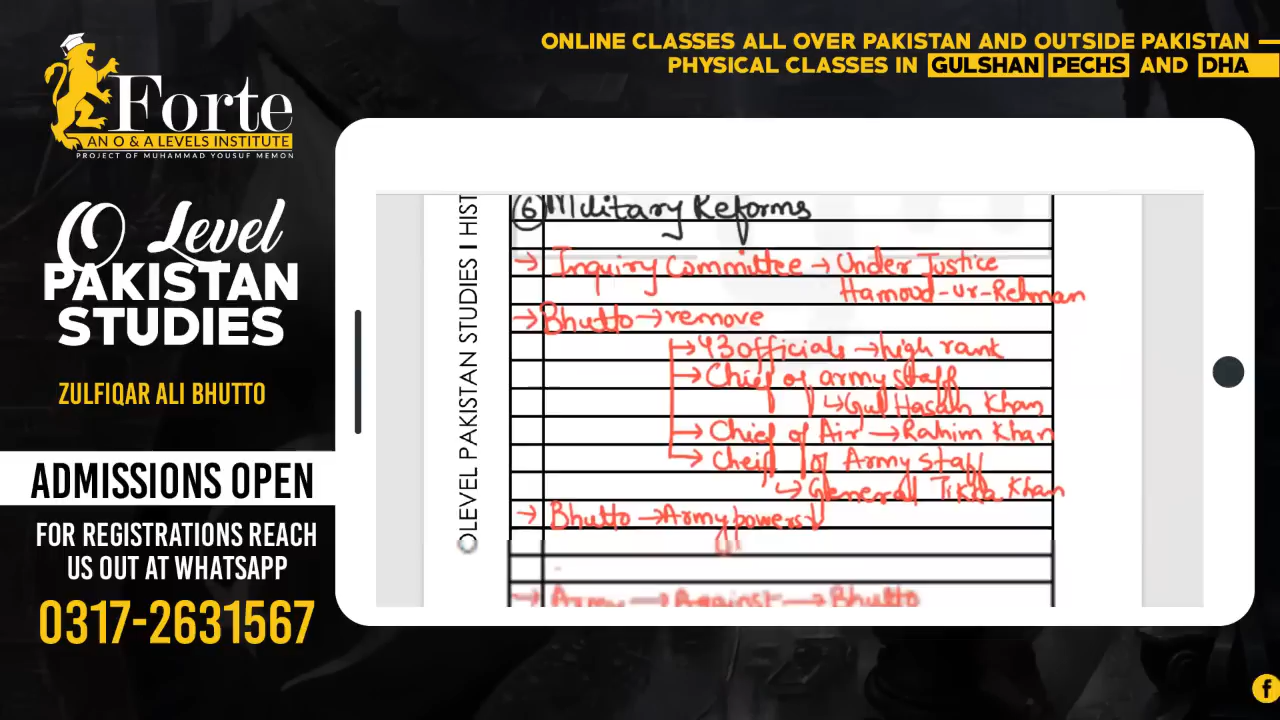 Forte
AN O & A LEVELS INSTITUTE
PROJECT OF MUHAMMAD YOUSUF MEMON
ONLINE CLASSES ALL OVER PAKISTAN AND OUTSIDE PAKISTAN
PHYSICAL CLASSES IN GULSHAN PECHS AND DHA
O Level
PAKISTAN
STUDIES
ZULFIQAR ALI BHUTTO
ADMISSIONS OPEN
FOR REGISTRATIONS REACH
US OUT AT WHATSAPP
0317-2631567
OLEVEL PAKISTAN STUDIES I HIST
6 Military Reforms
→ Inquiry Committee → Under Justice
Hamood-ur-Rehman
→ Bhutto → remove
→ 43 officials → high rank
→ Chief of army staff
↳ Gul Hasan Khan
→ Chief of Air → Rahim Khan
→ Cheif of Army staff
↳ General Tikka Khan
→ Bhutto → Army powers ↓
→ Army → Against → Bhutto
f